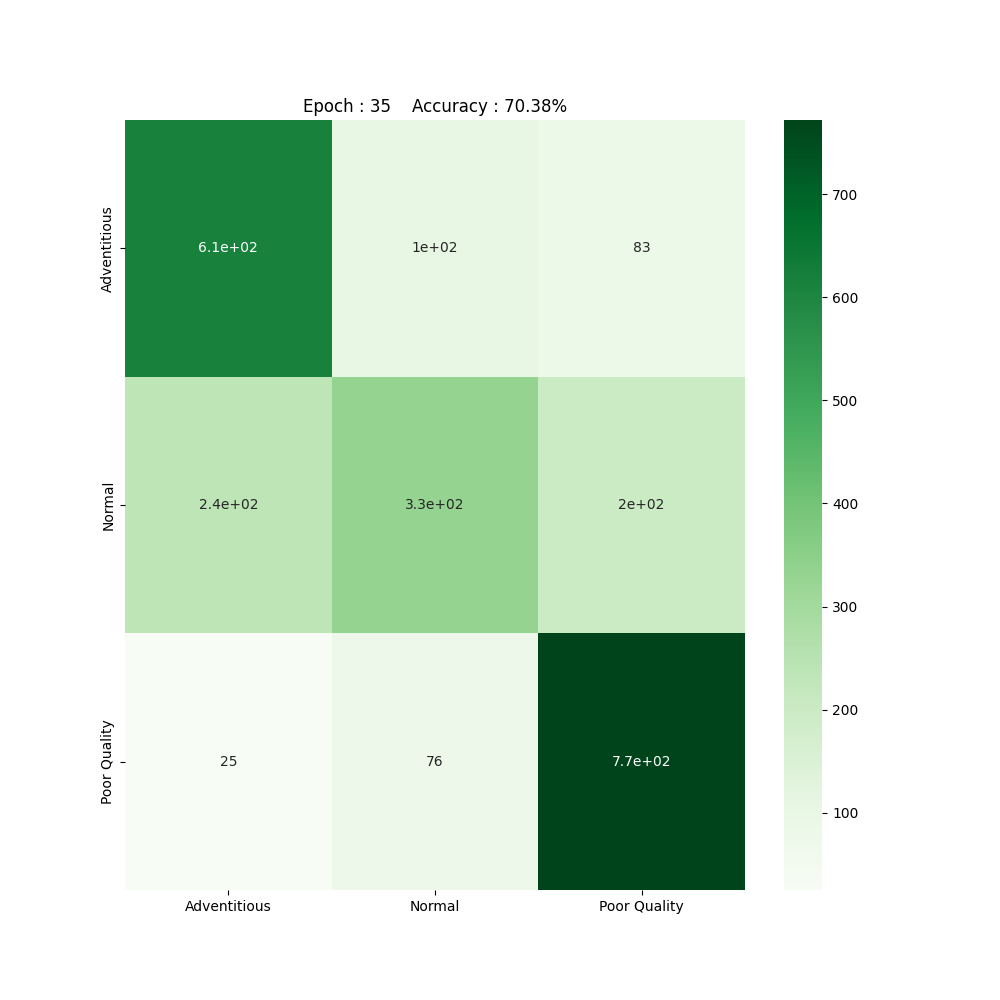 Epoch : 35    Accuracy : 70.38%
Adventitious
6.1e+02
1e+02
83
Normal
2.4e+02
3.3e+02
2e+02
Poor Quality
25
76
7.7e+02
Adventitious
Normal
Poor Quality
700
600
500
400
300
200
100